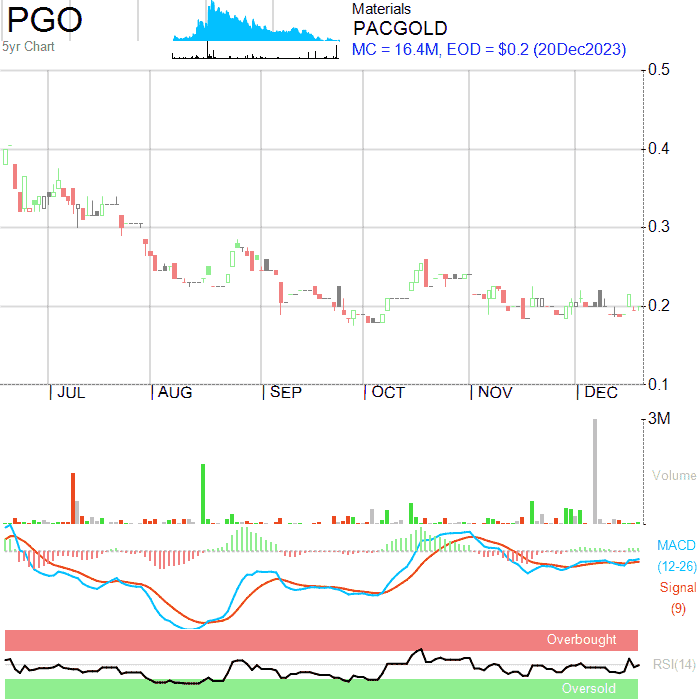 PGO
5yr Chart
Materials
PACGOLD
MC = 16.4M, EOD = $0.2 (20Dec2023)
0.5
0.4
0.3
0.2
0.1
JUL
AUG
SEP
OCT
NOV
DEC
3M
Volume
MACD
(12-26)
Signal
(9)
Overbought
RSI(14)
Oversold